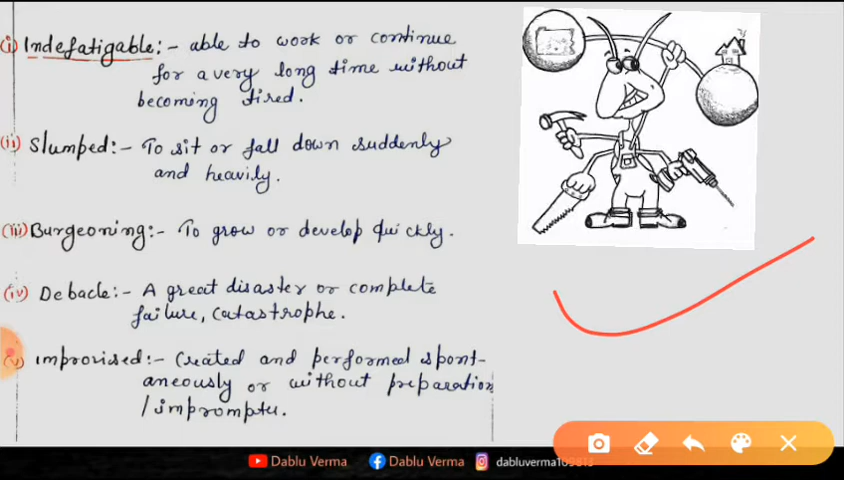 (i) Indefatigable:- able to work or continue
for a very long time without
becoming tired.
(ii) Slumped:- To sit or fall down suddenly
and heavily.
(iii) Burgeoning:- To grow or develop quickly.
(iv) Debacle:- A great disaster or complete
failure, catastrophe.
(v) improvised:- Created and performed spont-
aneously or without preparation
/impromptu.
Dablu Verma Dablu Verma